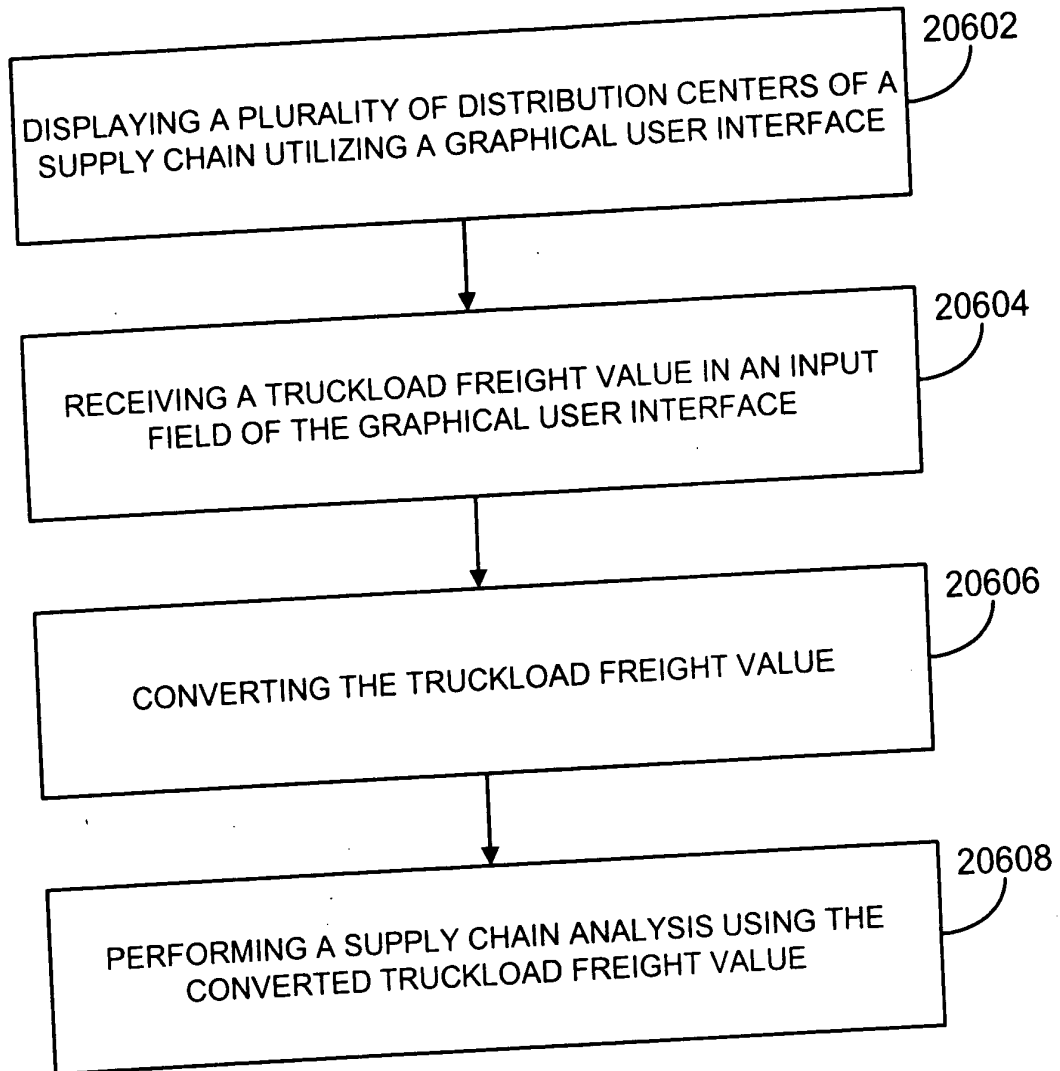 20602
DISPLAYING A PLURALITY OF DISTRIBUTION CENTERS OF A
SUPPLY CHAIN UTILIZING A GRAPHICAL USER INTERFACE
20604
RECEIVING A TRUCKLOAD FREIGHT VALUE IN AN INPUT
FIELD OF THE GRAPHICAL USER INTERFACE
20606
CONVERTING THE TRUCKLOAD FREIGHT VALUE
20608
PERFORMING A SUPPLY CHAIN ANALYSIS USING THE
CONVERTED TRUCKLOAD FREIGHT VALUE